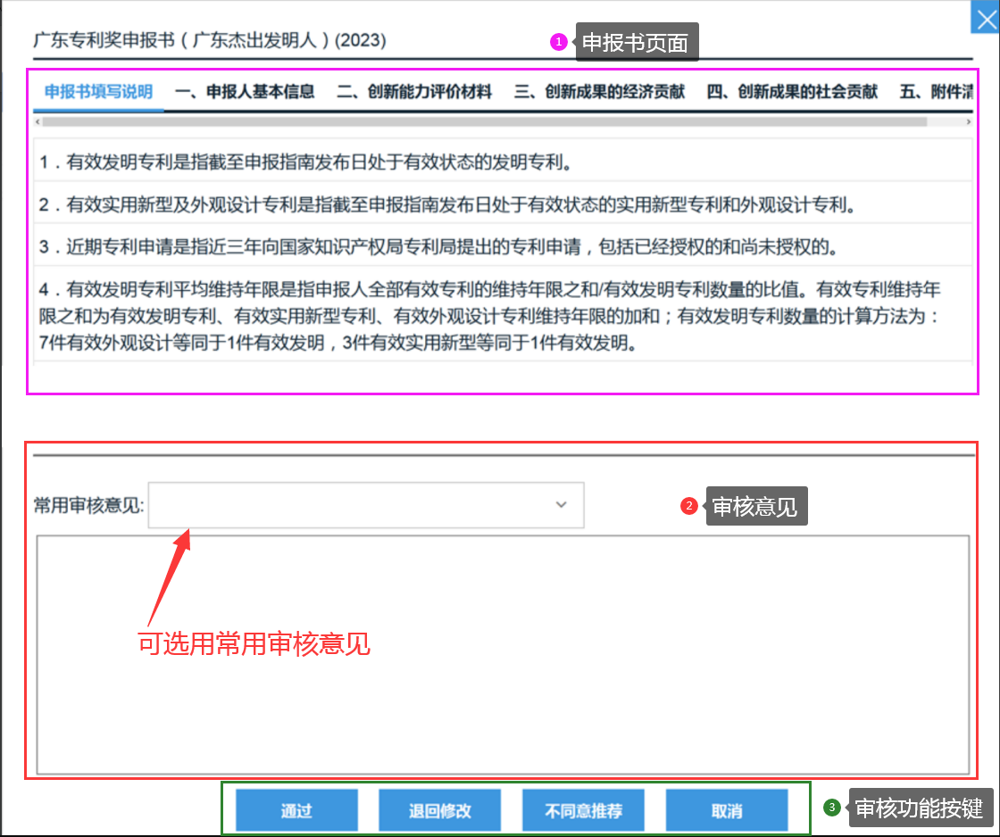 广东专利奖申报书（广东杰出发明人）(2023)
1 申报书页面
申报书填写说明 一、申报人基本信息 二、创新能力评价材料 三、创新成果的经济贡献 四、创新成果的社会贡献 五、附件清
1．有效发明专利是指截至申报指南发布日处于有效状态的发明专利。
2．有效实用新型及外观设计专利是指截至申报指南发布日处于有效状态的实用新型专利和外观设计专利。
3．近期专利申请是指近三年向国家知识产权局专利局提出的专利申请，包括已经授权的和尚未授权的。
4．有效发明专利平均维持年限是指申报人全部有效专利的维持年限之和/有效发明专利数量的比值。有效专利维持年
限之和为有效发明专利、有效实用新型专利、有效外观设计专利维持年限的加和；有效发明专利数量的计算方法为：
7件有效外观设计等同于1件有效发明，3件有效实用新型等同于1件有效发明。
常用审核意见:
2 审核意见
可选用常用审核意见
通过 退回修改 不同意推荐 取消
3 审核功能按键